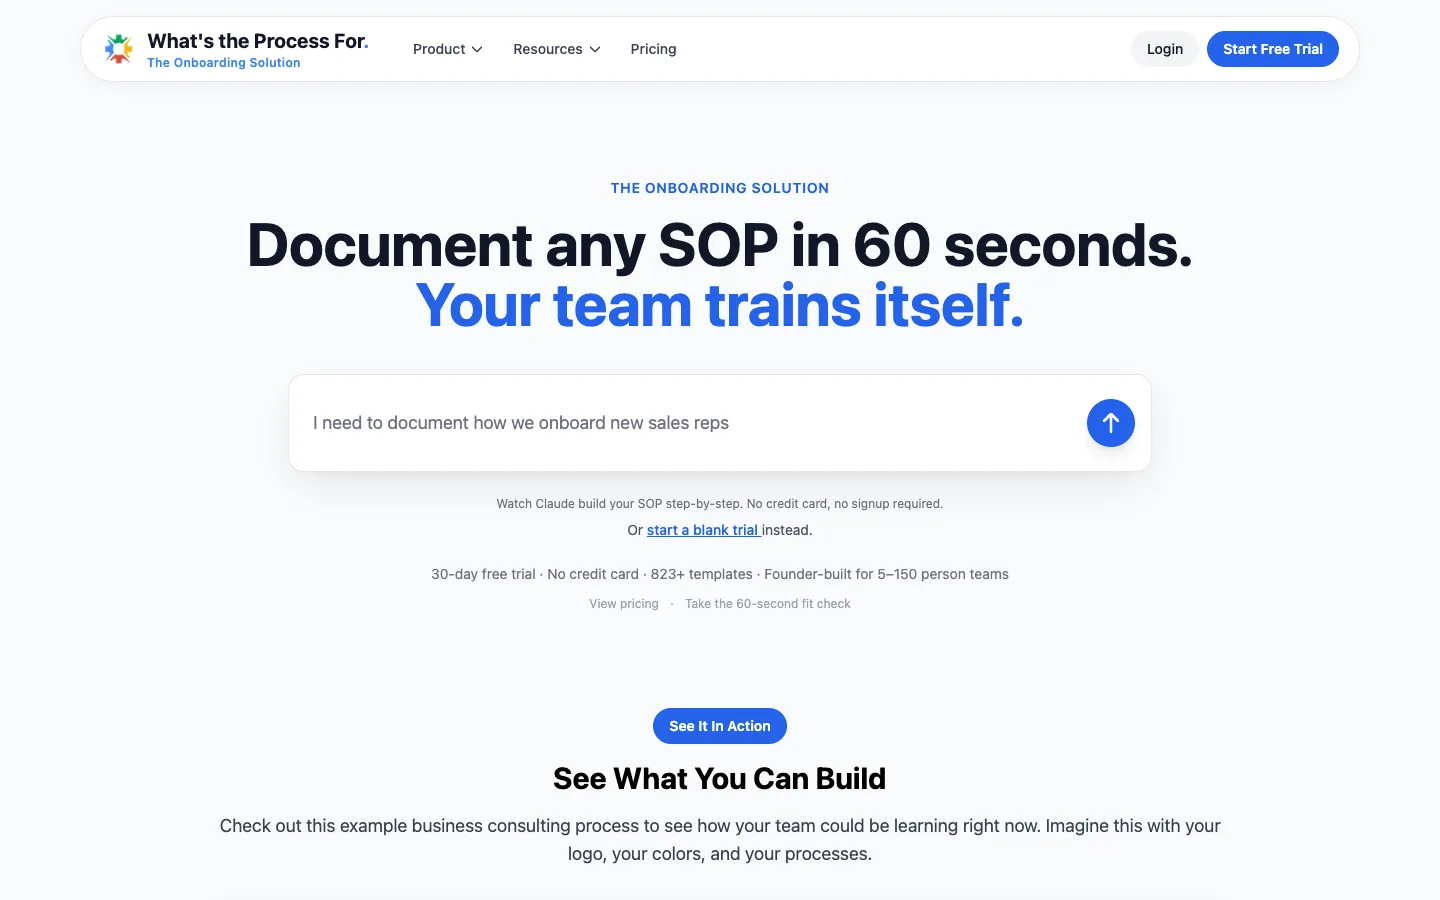 What's the Process For.
The Onboarding Solution
Product
Resources
Pricing
Login
Start Free Trial
THE ONBOARDING SOLUTION
Document any SOP in 60 seconds.
Your team trains itself.
I need to document how we onboard new sales reps
Watch Claude build your SOP step-by-step. No credit card, no signup required.
Or start a blank trial instead.
30-day free trial · No credit card · 823+ templates · Founder-built for 5–150 person teams
View pricing · Take the 60-second fit check
See It In Action
See What You Can Build
Check out this example business consulting process to see how your team could be learning right now. Imagine this with your
logo, your colors, and your processes.